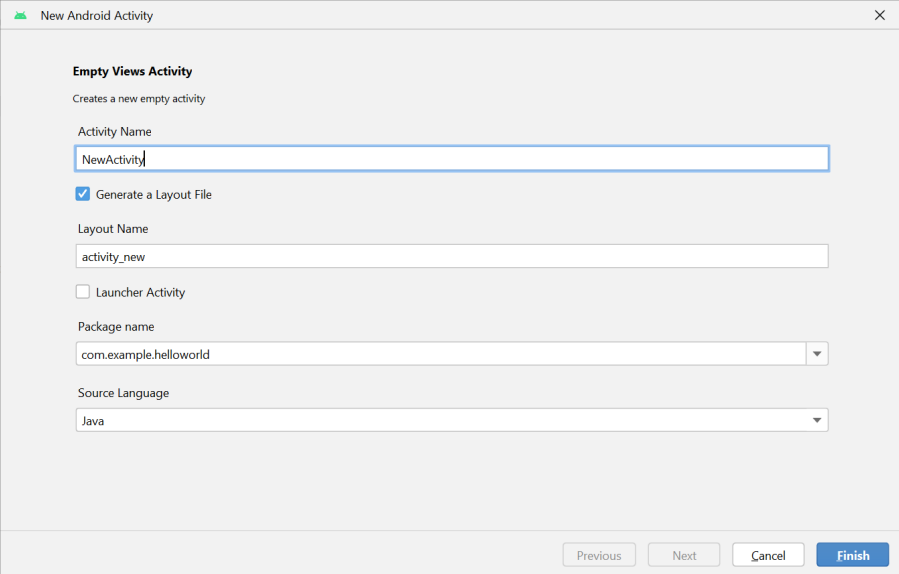 New Android Activity
Empty Views Activity
Creates a new empty activity
Activity Name
NewActivity
Generate a Layout File
Layout Name
activity_new
Launcher Activity
Package name
com.example.helloworld
Source Language
Java
Previous Next Cancel Finish